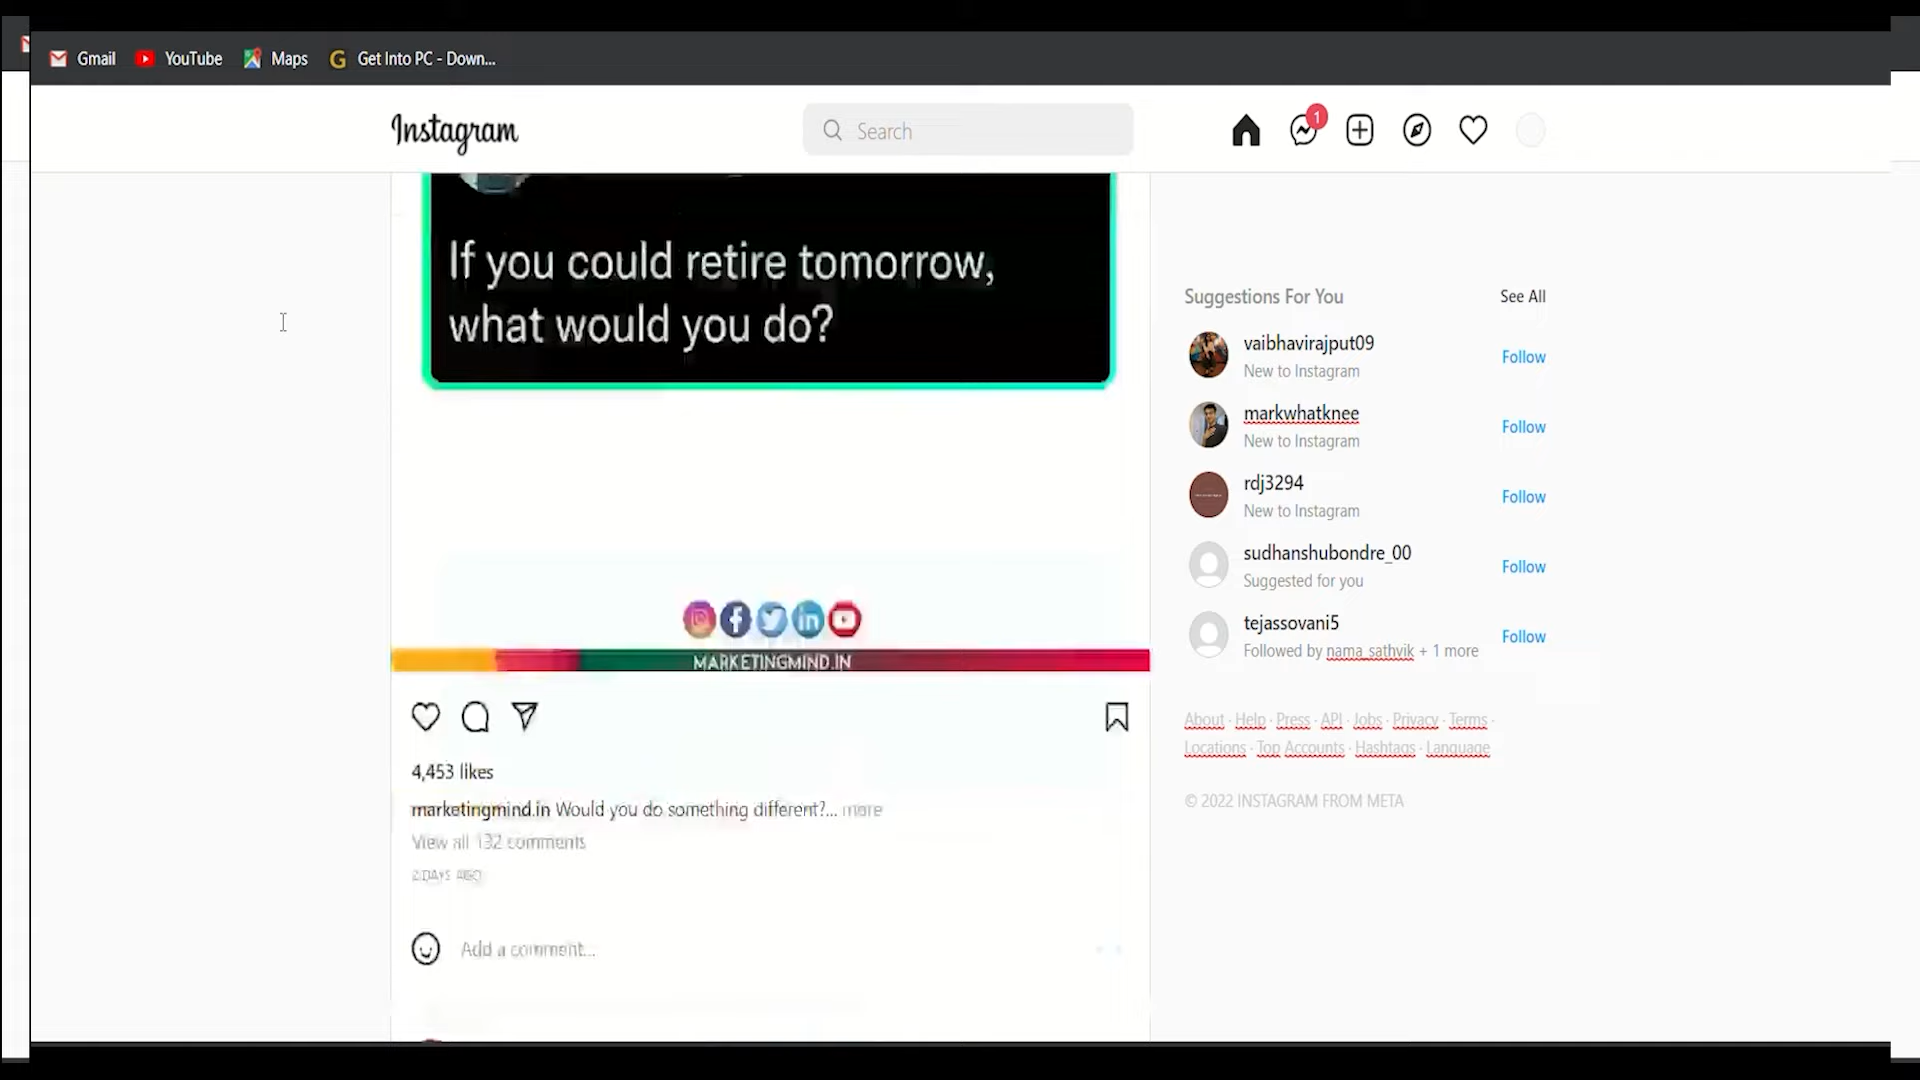 Gmail YouTube Maps Get Into PC - Down...
Instagram
Search
1
If you could retire tomorrow,
what would you do?
MARKETINGMIND.IN
4,453 likes
marketingmind.in Would you do something different?... more
View all 132 comments
2 DAYS AGO
Add a comment...
Suggestions For You See All
vaibhavirajput09
New to Instagram
Follow
markwhatknee
New to Instagram
Follow
rdj3294
New to Instagram
Follow
sudhanshubondre_00
Suggested for you
Follow
tejassovani5
Followed by nama_sathvik + 1 more
Follow
About · Help · Press · API · Jobs · Privacy · Terms ·
Locations · Top Accounts · Hashtags · Language
© 2022 INSTAGRAM FROM META